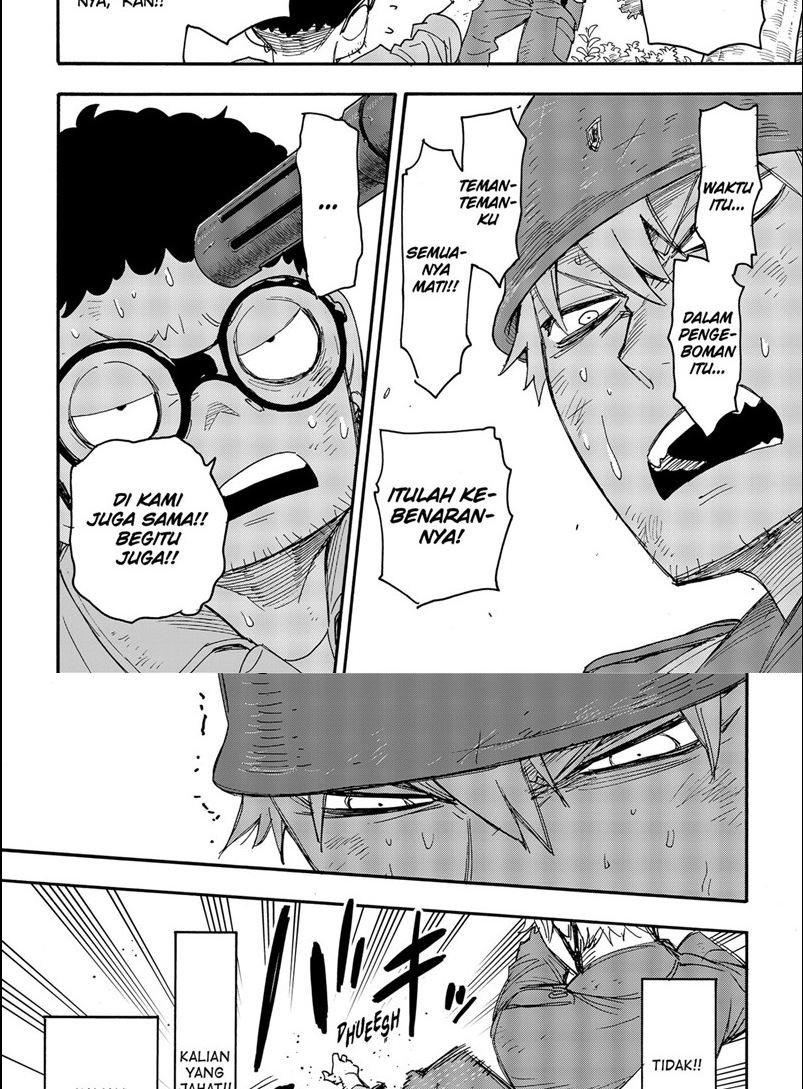 NYA, KAN!!
WAKTU
ITU...
DALAM
PENGE-
BOMAN
ITU...
TEMAN-
TEMAN-
KU
SEMUA-
NYA
MATI!!
ITULAH KE-
BENARAN-
NYA!
...
DI KAMI
JUGA SAMA!!
BEGITU
JUGA!!
バキ
DHUEESH
TIDAK!!
KALIAN
YANG
JAHAT!!